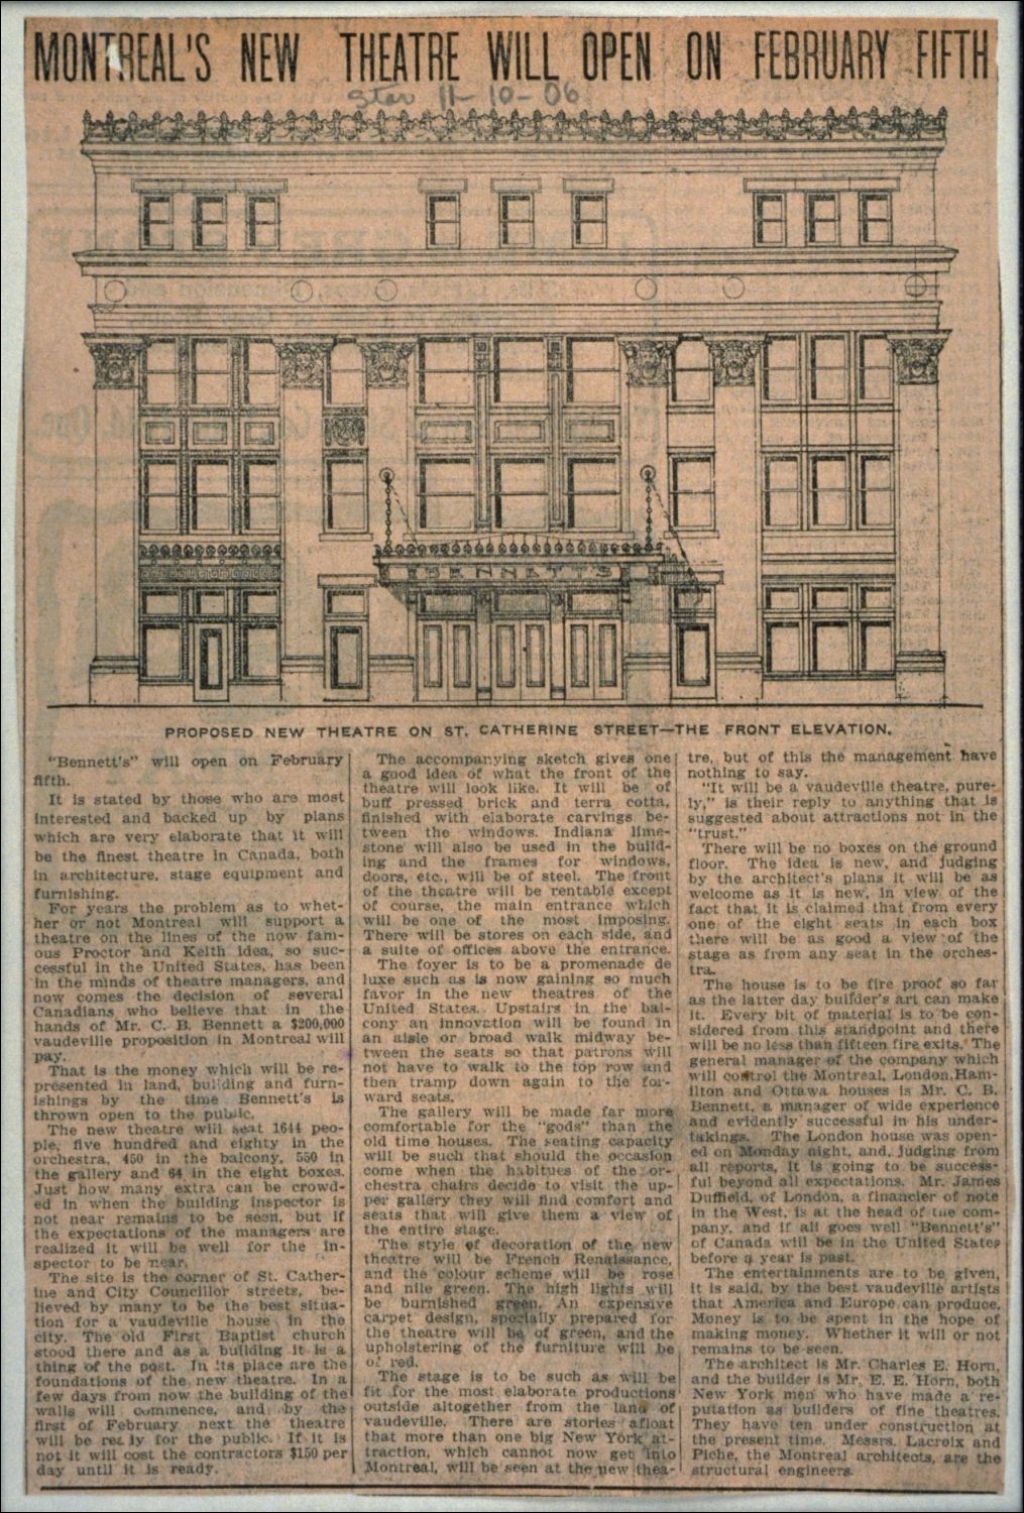 MONTREAL'S NEW THEATRE WILL OPEN ON FEBRUARY FIFTH
Star 11-10-06
BENNETT'S
PROPOSED NEW THEATRE ON ST. CATHERINE STREET—THE FRONT ELEVATION.
"Bennett's" will open on February
fifth.
It is stated by those who are most
interested and backed up by plans
which are very elaborate that it will
be the finest theatre in Canada, both
in architecture, stage equipment and
furnishing.
For years the problem as to whet-
her or not Montreal will support a
theatre on the lines of the now fam-
ous Proctor and Keith idea, so suc-
cessful in the United States, has been
in the minds of theatre managers, and
now comes the decision of several
Canadians who believe that in the
hands of Mr. C. B. Bennett a $200,000
vaudeville proposition in Montreal will
pay.
That is the money which will be re-
presented in land, building and furn-
ishings by the time Bennett's is
thrown open to the public.
The new theatre will seat 1644 peo-
ple, five hundred and eighty in the
orchestra, 450 in the balcony, 550 in
the gallery and 64 in the eight boxes.
Just how many extra can be crowd-
ed in when the building inspector is
not near remains to be seen, but if
the expectations of the managers are
realized it will be well for the in-
spector to be near.
The site is the corner of St. Cather-
ine and City Councillor streets, be-
lieved by many to be the best situa-
tion for a vaudeville house in the
city. The old First Baptist church
stood there and as a building it is a
thing of the past. In its place are the
foundations of the new theatre. In a
few days from now the building of the
walls will commence, and by the
first of February next the theatre
will be ready for the public. If it is
not it will cost the contractors $150 per
day until it is ready.
The accompanying sketch gives one
a good idea of what the front of the
theatre will look like. It will be of
buff pressed brick and terra cotta,
finished with elaborate carvings be-
tween the windows. Indiana lime-
stone will also be used in the build-
ing and the frames for windows,
doors, etc., will be of steel. The front
of the theatre will be rentable except
of course, the main entrance which
will be one of the most imposing.
There will be stores on each side, and
a suite of offices above the entrance.
The foyer is to be a promenade de
luxe such as is now gaining so much
favor in the new theatres of the
United States. Upstairs in the bal-
cony an innovation will be found in
an aisle or broad walk midway be-
tween the seats so that patrons will
not have to walk to the top row and
then tramp down again to the for-
ward seats.
The gallery will be made far more
comfortable for the "gods" than the
old time houses. The seating capacity
will be such that should the occasion
come when the habitues of the or-
chestra chairs decide to visit the up-
per gallery they will find comfort and
seats that will give them a view of
the entire stage.
The style of decoration of the new
theatre will be French Renaissance,
and the colour scheme will be rose
and nile green. The high lights will
be burnished green. An expensive
carpet design, specially prepared for
the theatre will be of green, and the
upholstering of the furniture will be
of red.
The stage is to be such as will be
fit for the most elaborate productions
outside altogether from the land of
vaudeville. There are stories afloat
that more than one big New York at-
traction, which cannot now get into
Montreal, will be seen at the new thea-
tre, but of this the management have
nothing to say.
"It will be a vaudeville theatre, pure-
ly," is their reply to anything that is
suggested about attractions not in the
"trust."
There will be no boxes on the ground
floor. The idea is new, and judging
by the architect's plans it will be as
welcome as it is new, in view of the
fact that it is claimed that from every
one of the eight seats in each box
there will be as good a view of the
stage as from any seat in the orches-
tra.
The house is to be fire proof so far
as the latter day builder's art can make
it. Every bit of material is to be con-
sidered from this standpoint and there
will be no less than fifteen fire exits. The
general manager of the company which
will control the Montreal, London, Ham-
ilton and Ottawa houses is Mr. C. B.
Bennett, a manager of wide experience
and evidently successful in his under-
takings. The London house was open-
ed on Monday night, and, judging from
all reports, it is going to be success-
ful beyond all expectations. Mr. James
Duffield, of London, a financier of note
in the West, is at the head of the com-
pany, and if all goes well "Bennett's"
of Canada will be in the United States
before a year is past.
The entertainments are to be given,
it is said, by the best vaudeville artists
that America and Europe can produce.
Money is to be spent in the hope of
making money. Whether it will or not
remains to be seen.
The architect is Mr. Charles E. Horn,
and the builder is Mr. E. E. Horn, both
New York men who have made a re-
putation as builders of fine theatres.
They have ten under construction at
the present time. Messrs. Lacroix and
Piche, the Montreal architects, are the
structural engineers.